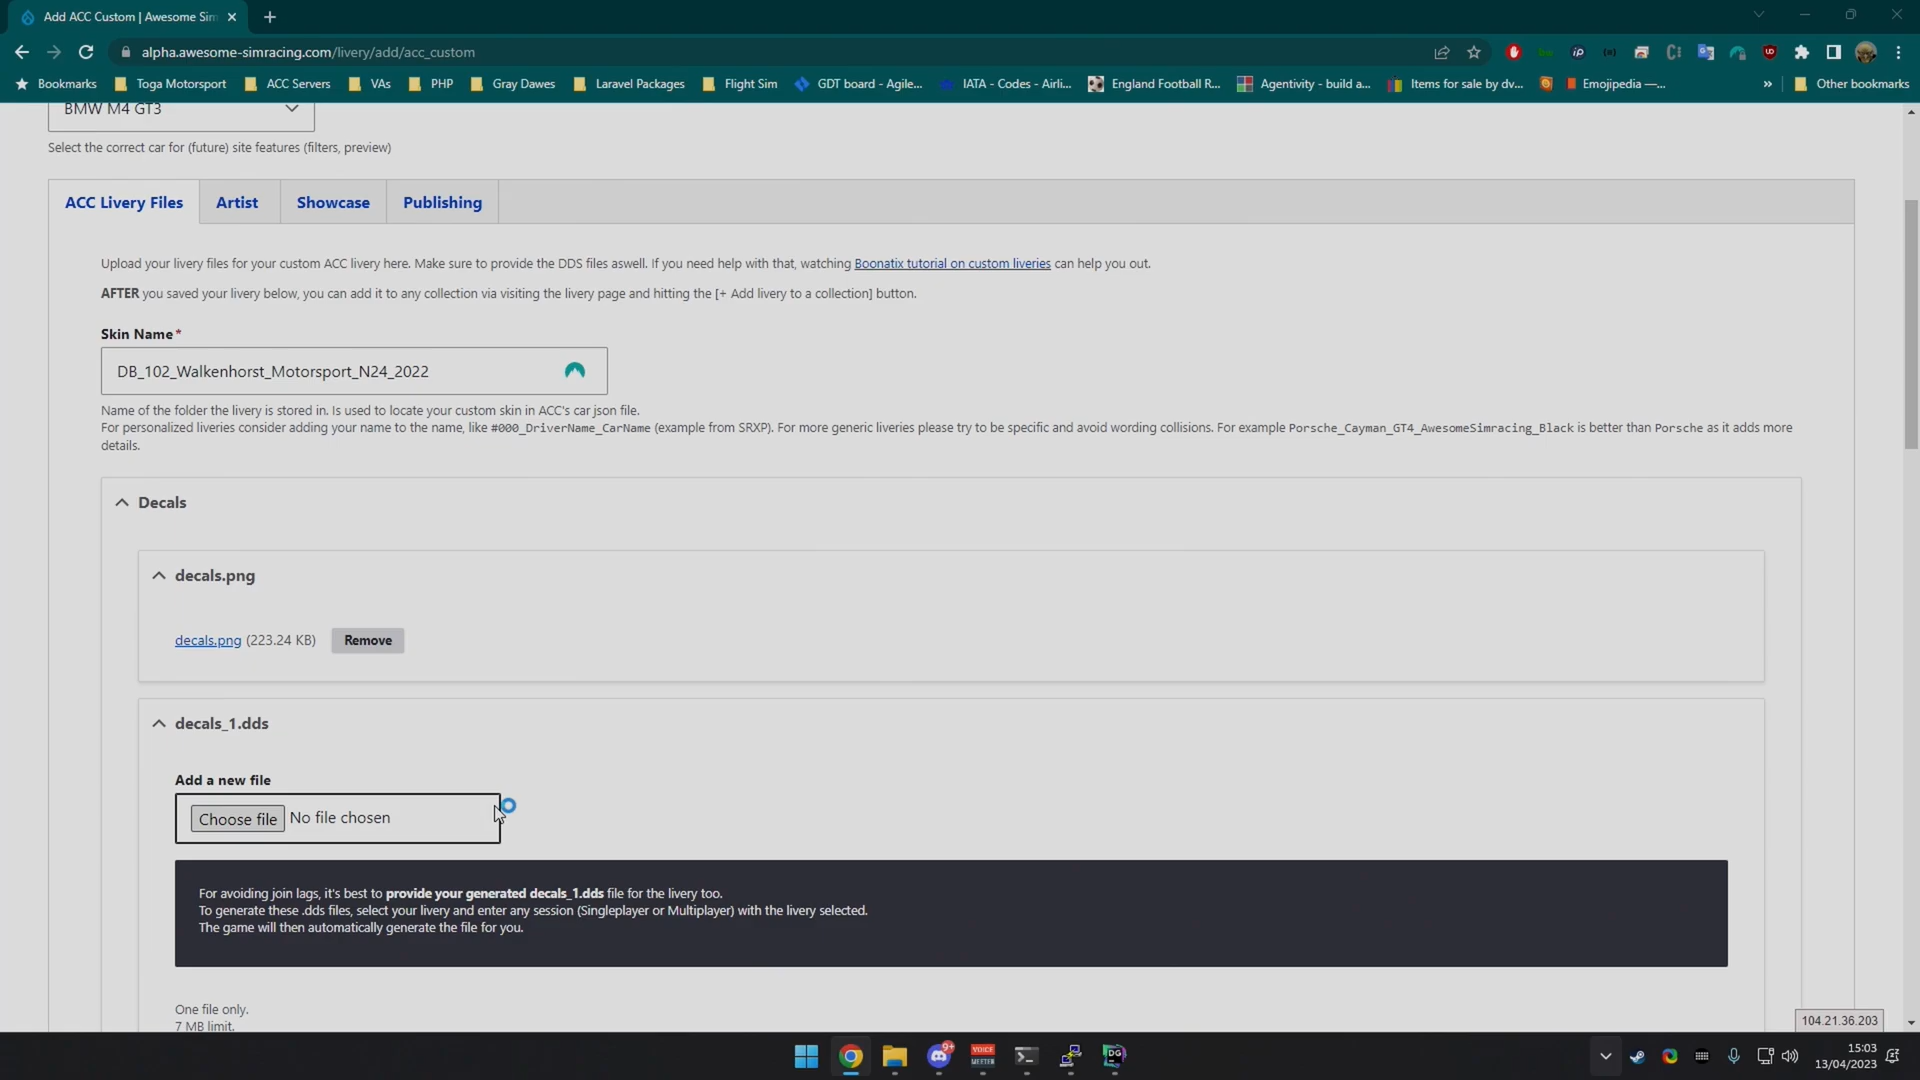 Add ACC Custom | Awesome Sim
alpha.awesome-simracing.com/livery/add/acc_custom
Bookmarks
Toga Motorsport
ACC Servers
VAs
PHP
Gray Dawes
Laravel Packages
Flight Sim
GDT board - Agile...
IATA - Codes - Airli...
England Football R...
Agentivity - build a...
Items for sale by dv...
Emojipedia —...
»
Other bookmarks
BMW M4 GT3
Select the correct car for (future) site features (filters, preview)
ACC Livery Files
Artist
Showcase
Publishing
Upload your livery files for your custom ACC livery here. Make sure to provide the DDS files aswell. If you need help with that, watching Boonatix tutorial on custom liveries can help you out.
AFTER you saved your livery below, you can add it to any collection via visiting the livery page and hitting the [+ Add livery to a collection] button.
Skin Name*
DB_102_Walkenhorst_Motorsport_N24_2022
Name of the folder the livery is stored in. Is used to locate your custom skin in ACC's car json file.
For personalized liveries consider adding your name to the name, like #000_DriverName_CarName (example from SRXP). For more generic liveries please try to be specific and avoid wording collisions. For example Porsche_Cayman_GT4_AwesomeSimracing_Black is better than Porsche as it adds more
details.
Decals
decals.png
decals.png (223.24 KB)
Remove
decals_1.dds
Add a new file
Choose file No file chosen
For avoiding join lags, it's best to provide your generated decals_1.dds file for the livery too.
To generate these .dds files, select your livery and enter any session (Singleplayer or Multiplayer) with the livery selected.
The game will then automatically generate the file for you.
One file only.
7 MB limit.
104.21.36.203
9+
VOICE
MEETER
DG
15:03
13/04/2023